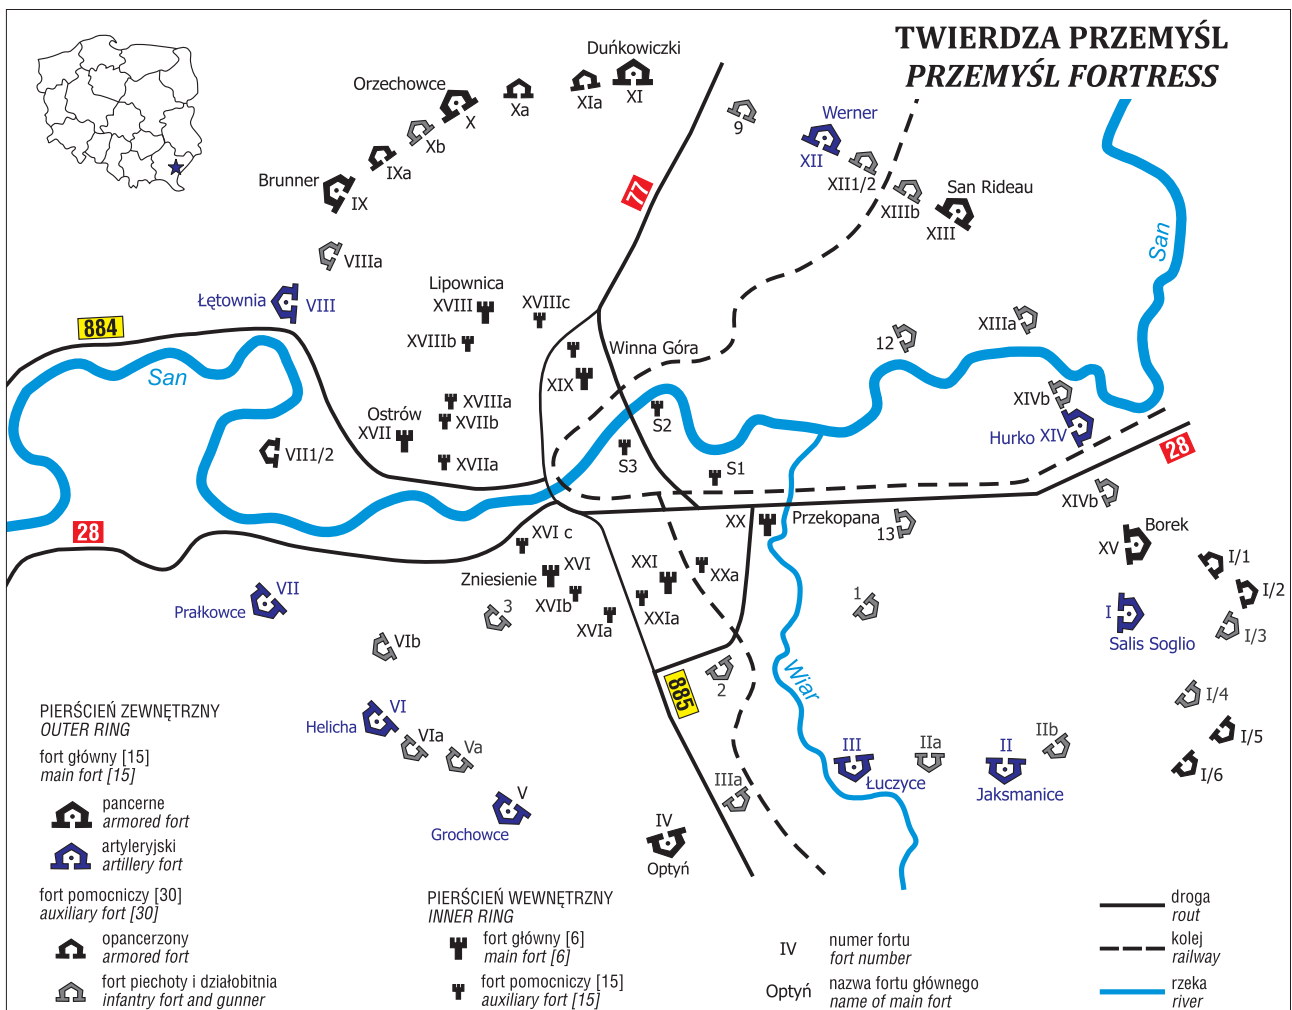 TWIERDZA PRZEMYŚL
PRZEMYŚL FORTRESS
Duńkowiczki
XI
XIa
Xa
Orzechowce
X
Xb
IXa
Brunner
IX
VIIIa
Łętownia
VIII
9
Werner
XII
XII1/2
XIIIb
San Rideau
XIII
77
San
884
San
Lipownica
XVIII
XVIIIc
XVIIIb
Winna Góra
XIX
XIIIa
12
XVIIIa
XVIIb
Ostrów
XVII
XVIIa
VII1/2
S2
S3
S1
XIVb
Hurko XIV
28
XIVb
28
XX
Przekopana
13
Borek
XV
I/1
I/2
I/3
XVI c
XVI
Zniesienie
XVIb
XVIa
XXI
XXIa
XXa
VII
Prałkowce
3
1
I
Salis Soglio
VIb
2
885
Wiar
I/4
I/5
I/6
VI
Helicha
VIa
Va
V
Grochowce
III
Łuczyce
IIa
II
Jaksmanice
IIb
IIIa
IV
Optyń
PIERŚCIEŃ ZEWNĘTRZNY
OUTER RING
fort główny [15]
main fort [15]
pancerne
armored fort
artyleryjski
artillery fort
fort pomocniczy [30]
auxiliary fort [30]
opancerzony
armored fort
fort piechoty i działobitnia
infantry fort and gunner
PIERŚCIEŃ WEWNĘTRZNY
INNER RING
fort główny [6]
main fort [6]
fort pomocniczy [15]
auxiliary fort [15]
IV
numer fortu
fort number
Optyń
nazwa fortu głównego
name of main fort
droga
rout
kolej
railway
rzeka
river